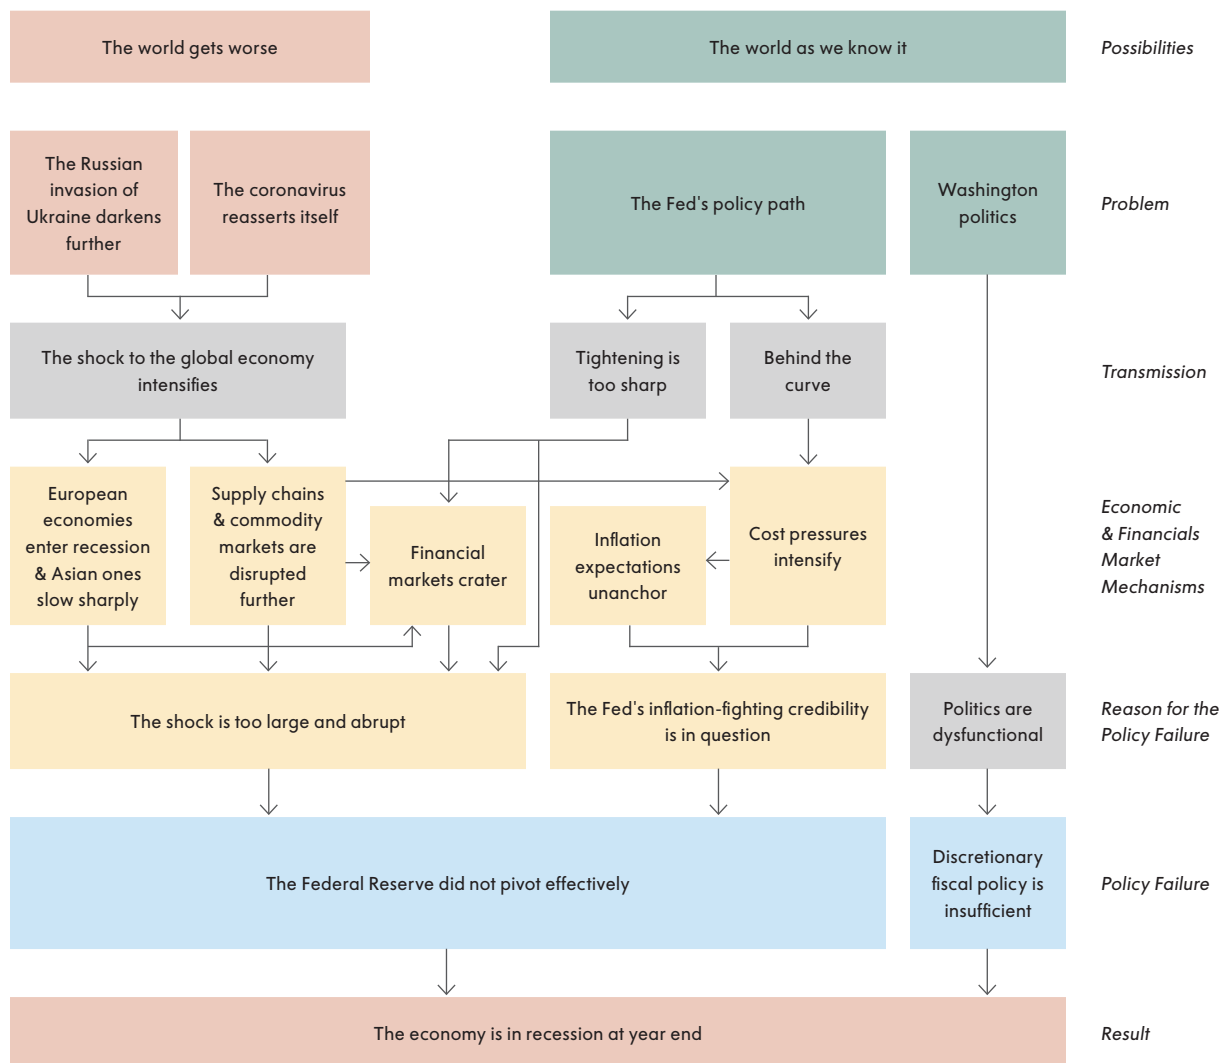 The world gets worse
The world as we know it
Possibilities
The Russian
invasion of
Ukraine darkens
further
The coronavirus
reasserts itself
The Fed's policy path
Washington
politics
Problem
The shock to the global economy
intensifies
Tightening is
too sharp
Behind the
curve
Transmission
European
economies
enter recession
& Asian ones
slow sharply
Supply chains
& commodity
markets are
disrupted
further
Financial
markets crater
Inflation
expectations
unanchor
Cost pressures
intensify
Economic
& Financials
Market
Mechanisms
The shock is too large and abrupt
The Fed's inflation-fighting credibility
is in question
Politics are
dysfunctional
Reason for the
Policy Failure
The Federal Reserve did not pivot effectively
Discretionary
fiscal policy is
insufficient
Policy Failure
The economy is in recession at year end
Result